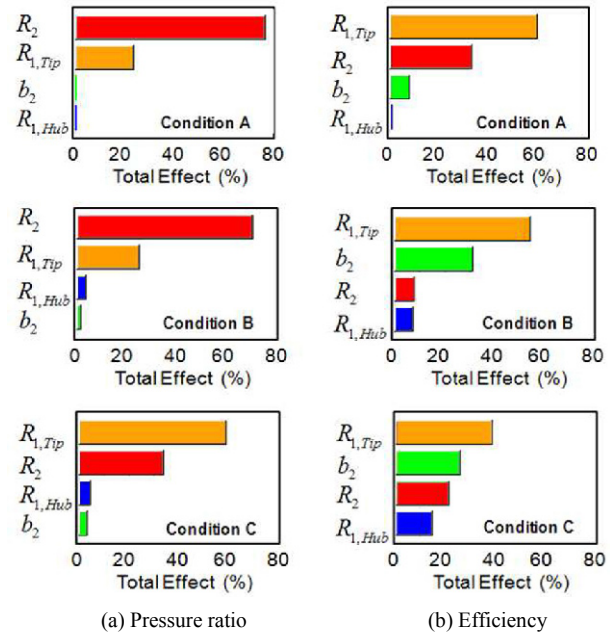 R2
R1,Tip
b2
R1,Hub
Condition A
0 20 40 60 80
Total Effect (%)
R1,Tip
R2
b2
R1,Hub
Condition A
0 20 40 60 80
Total Effect (%)
R2
R1,Tip
R1,Hub
b2
Condition B
0 20 40 60 80
Total Effect (%)
R1,Tip
b2
R2
R1,Hub
Condition B
0 20 40 60 80
Total Effect (%)
R1,Tip
R2
R1,Hub
b2
Condition C
0 20 40 60 80
Total Effect (%)
R1,Tip
b2
R2
R1,Hub
Condition C
0 20 40 60 80
Total Effect (%)
(a) Pressure ratio
(b) Efficiency